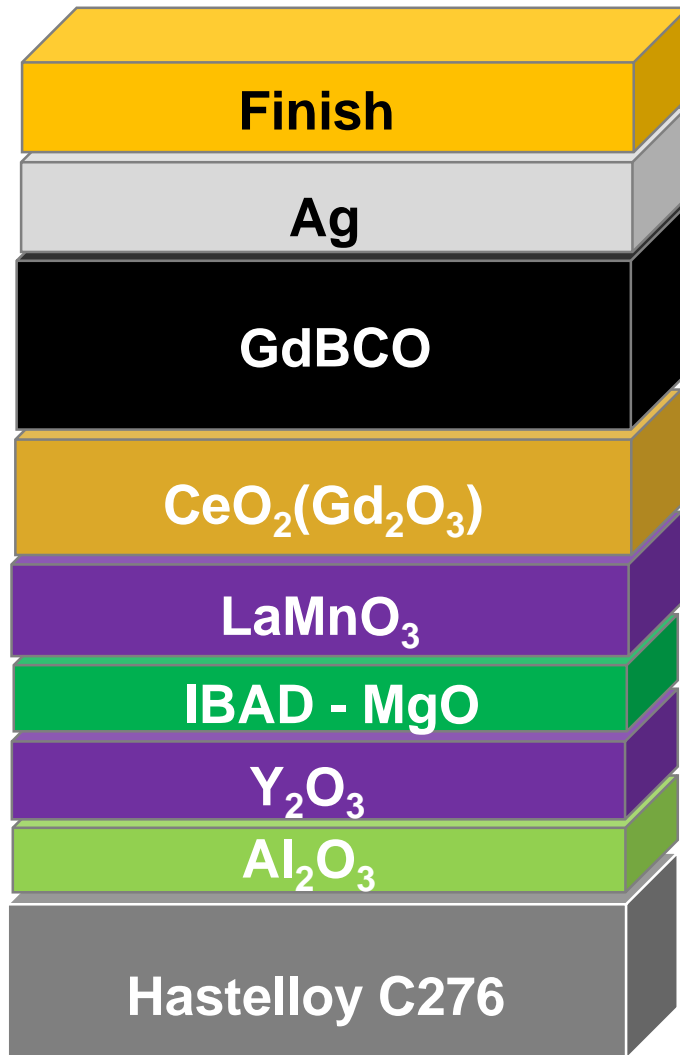 Finish
Ag
GdBCO
CeO₂(Gd₂O₃)
LaMnO₃
IBAD - MgO
Y₂O₃
Al₂O₃
Hastelloy C276